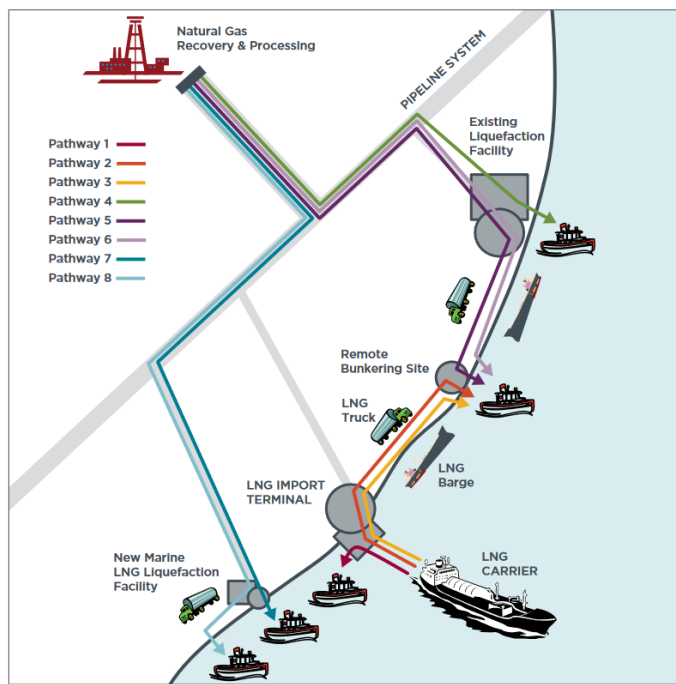 Natural Gas
Recovery & Processing
PIPELINE SYSTEM
Existing
Liquefaction
Facility
Pathway 1
Pathway 2
Pathway 3
Pathway 4
Pathway 5
Pathway 6
Pathway 7
Pathway 8
Remote
Bunkering Site
LNG
Truck
LNG
Barge
LNG IMPORT
TERMINAL
LNG
CARRIER
New Marine
LNG Liquefaction
Facility